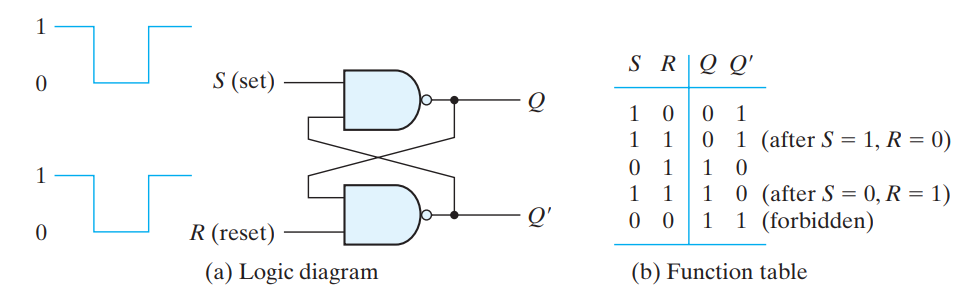 1
0
S (set)
Q
1
0
R (reset)
Q'
(a) Logic diagram
S R Q Q'
1 0 0 1
1 1 0 1 (after S = 1, R = 0)
0 1 1 0
1 1 1 0 (after S = 0, R = 1)
0 0 1 1 (forbidden)
(b) Function table